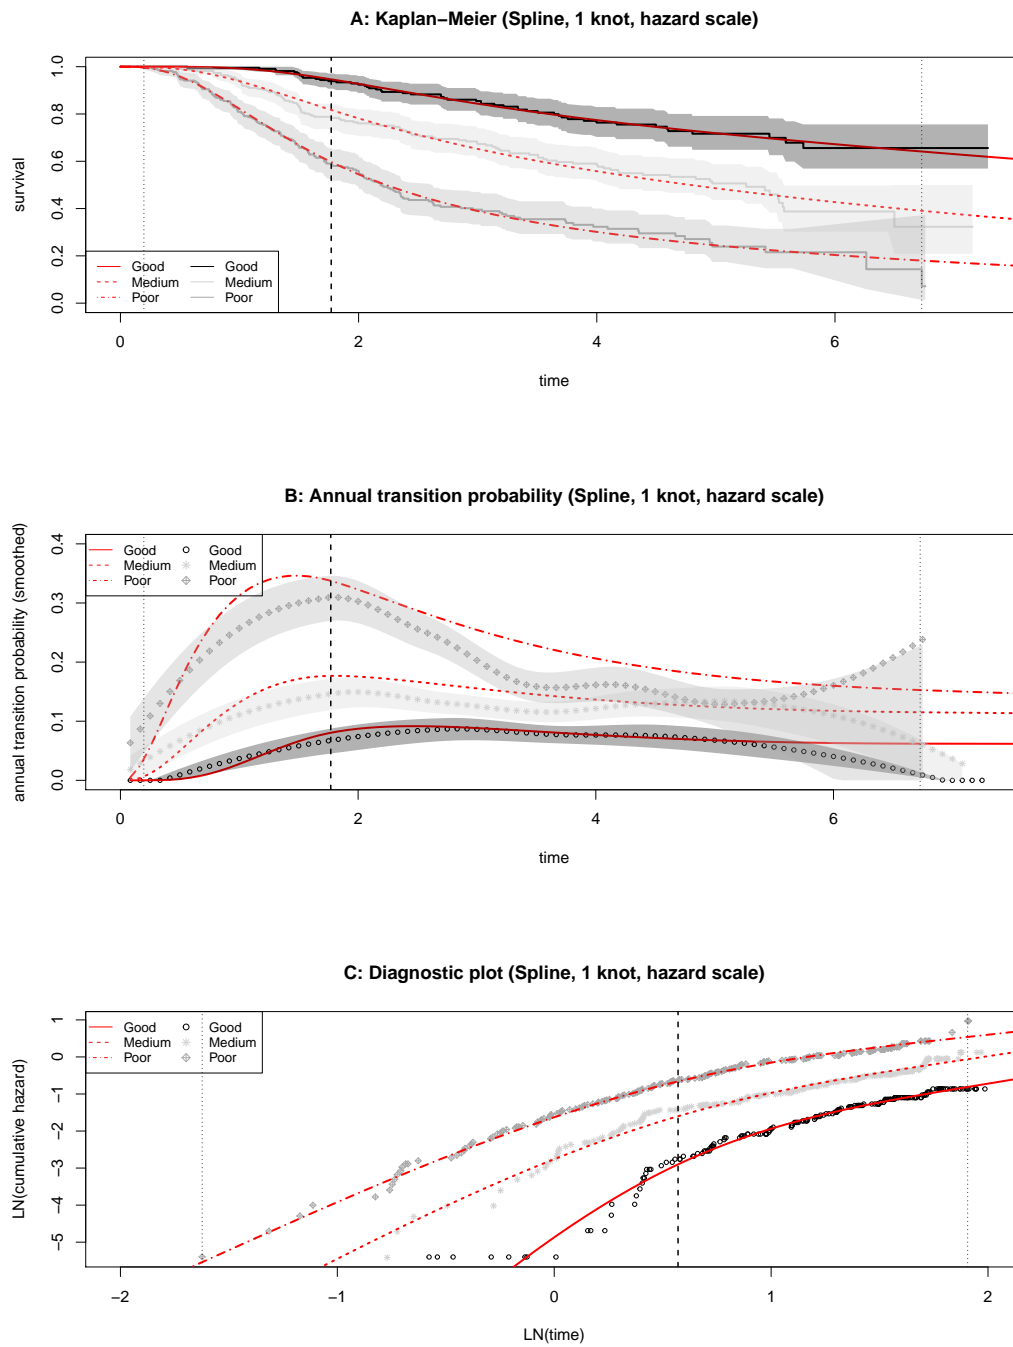 A: Kaplan−Meier (Spline, 1 knot, hazard scale)
survival
1.0
0.8
0.6
0.4
0.2
0.0
Good Good
Medium Medium
Poor Poor
0 2 4 6
time
B: Annual transition probability (Spline, 1 knot, hazard scale)
annual transition probability (smoothed)
0.4
0.3
0.2
0.1
0.0
Good Good
Medium Medium
Poor Poor
0 2 4 6
time
C: Diagnostic plot (Spline, 1 knot, hazard scale)
LN(cumulative hazard)
1
0
−1
−2
−3
−4
−5
Good Good
Medium Medium
Poor Poor
−2 −1 0 1 2
LN(time)